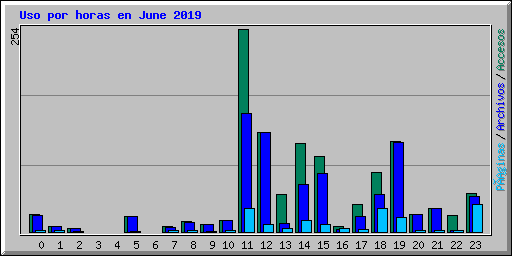 Uso por horas en June 2019
254
Páginas / Archivos / Accesos
0 1 2 3 4 5 6 7 8 9 10 11 12 13 14 15 16 17 18 19 20 21 22 23